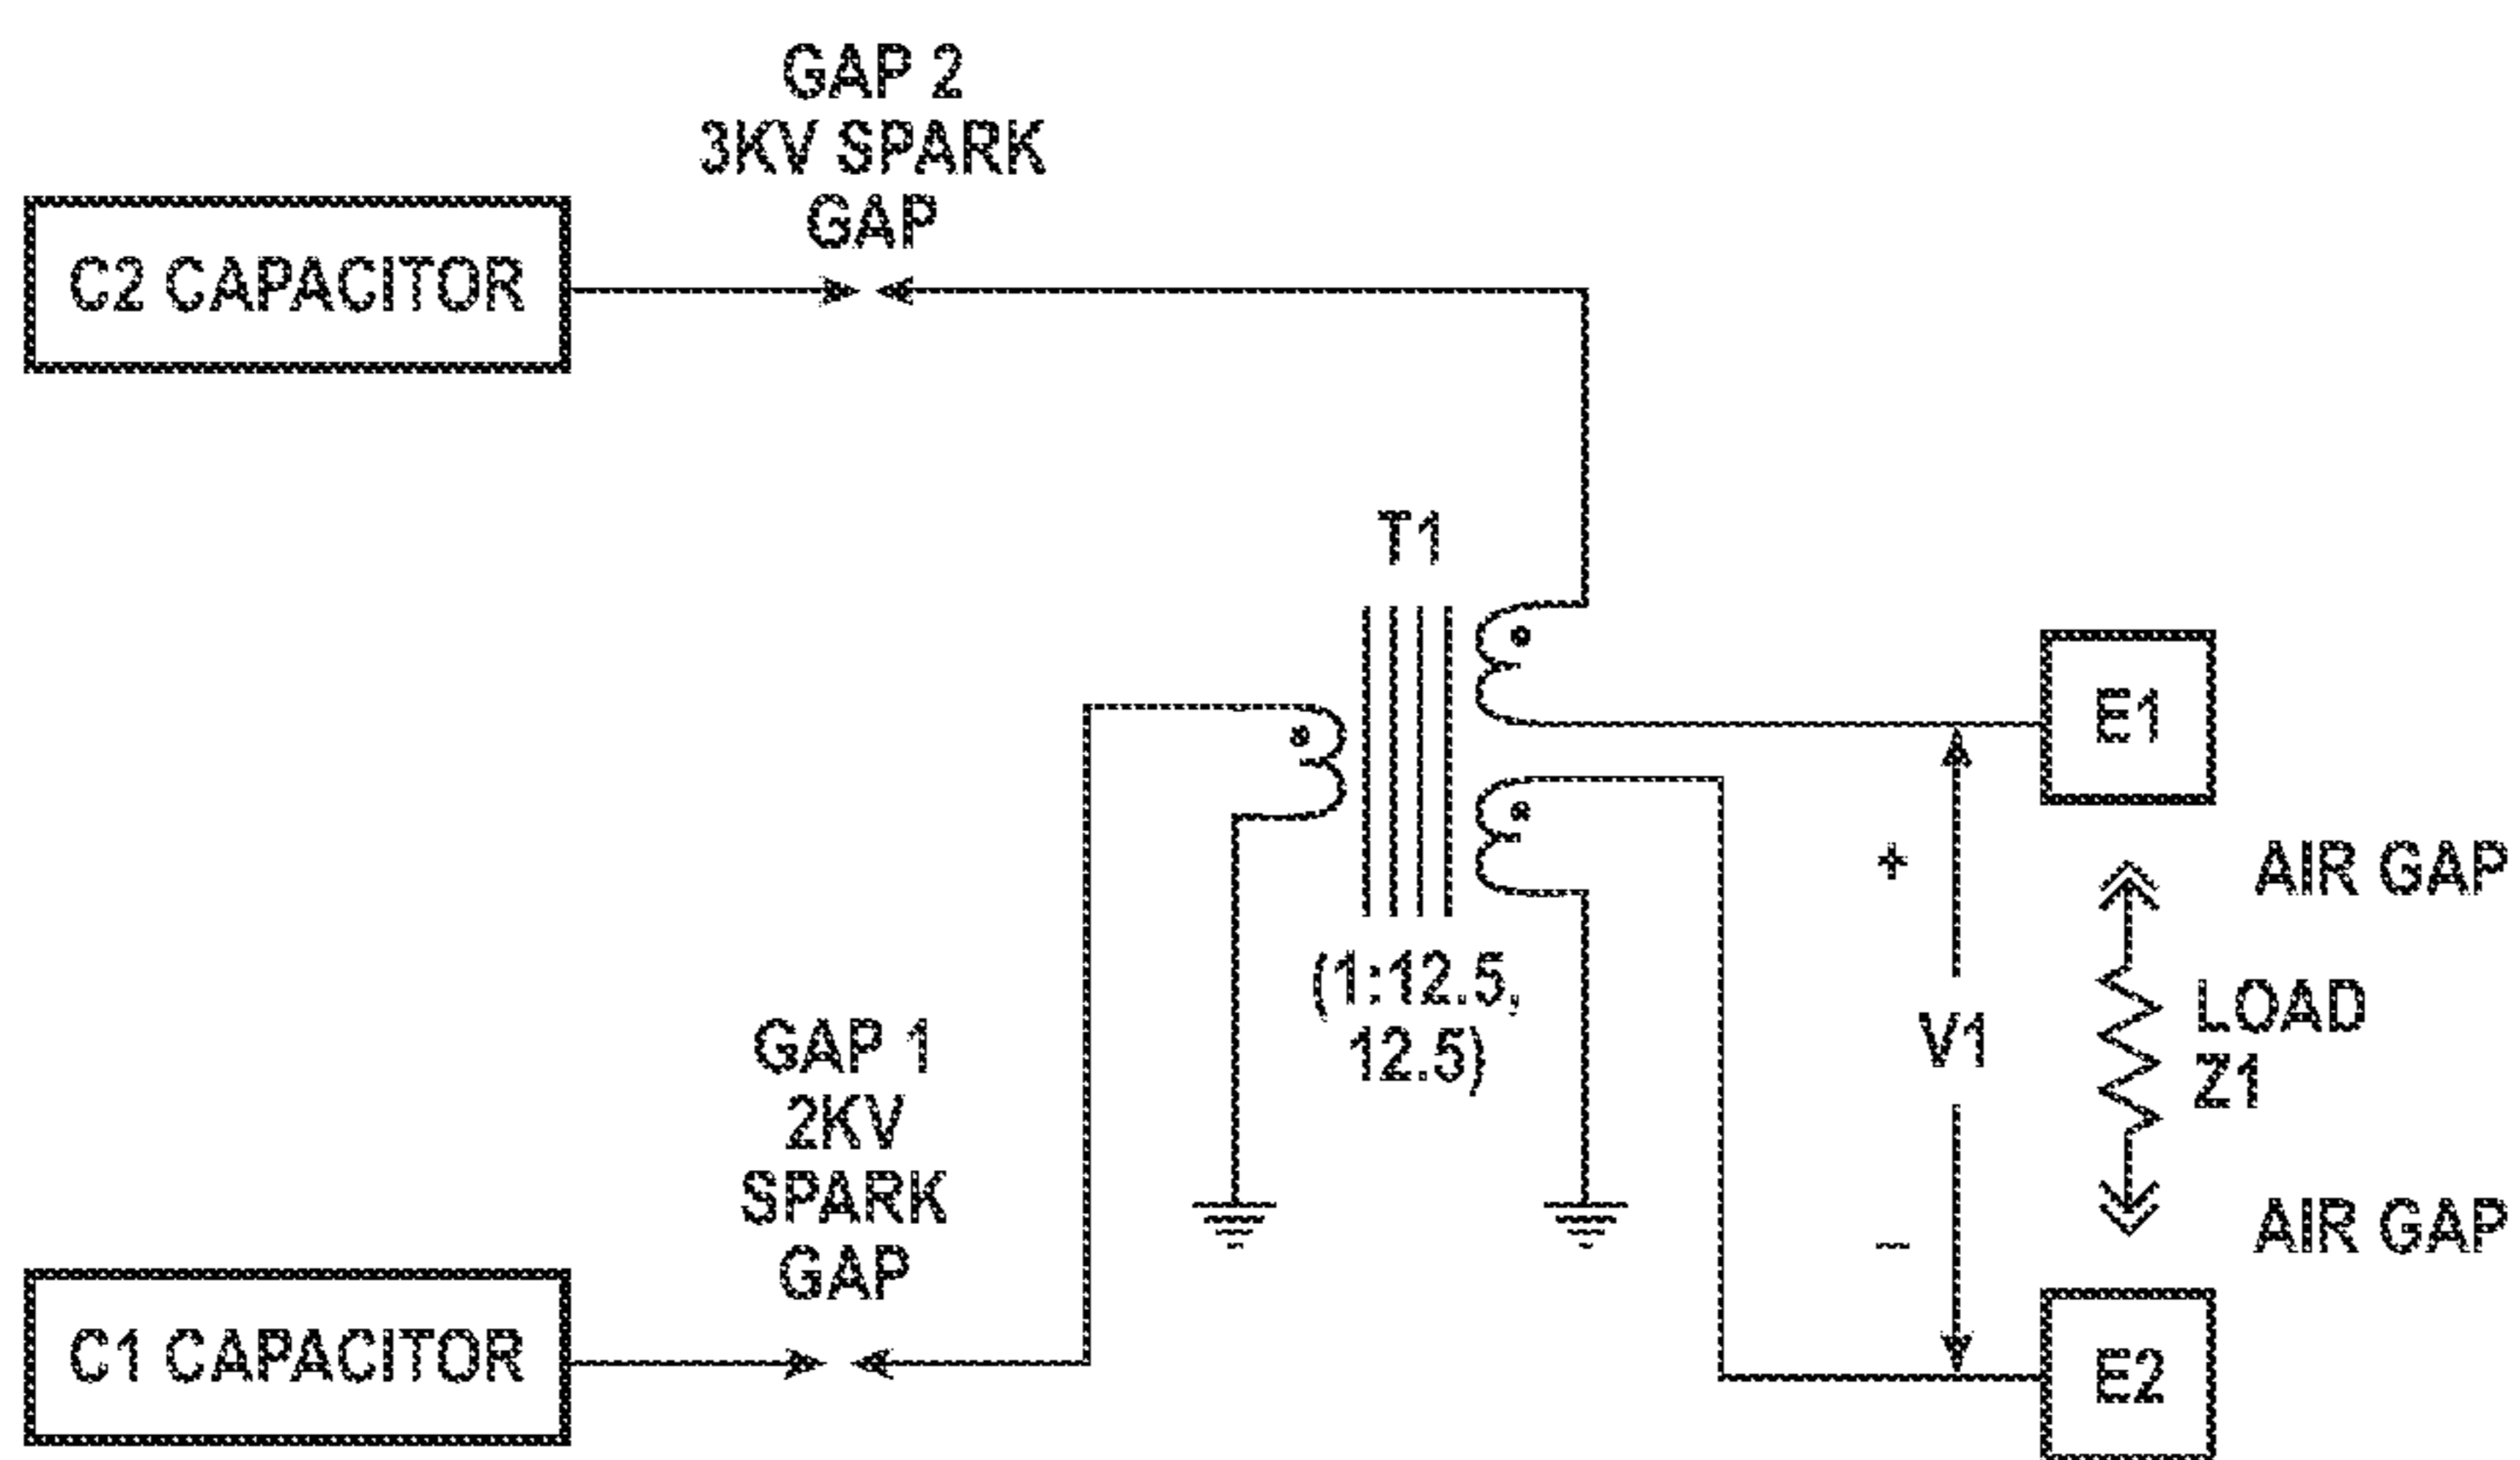 GAP 2
3KV SPARK
GAP
C2 CAPACITOR
T1
E1
AIR GAP
+
(1:12.5,
12.5)
V1
LOAD
Z1
GAP 1
2KV
SPARK
GAP
AIR GAP
–
C1 CAPACITOR
E2